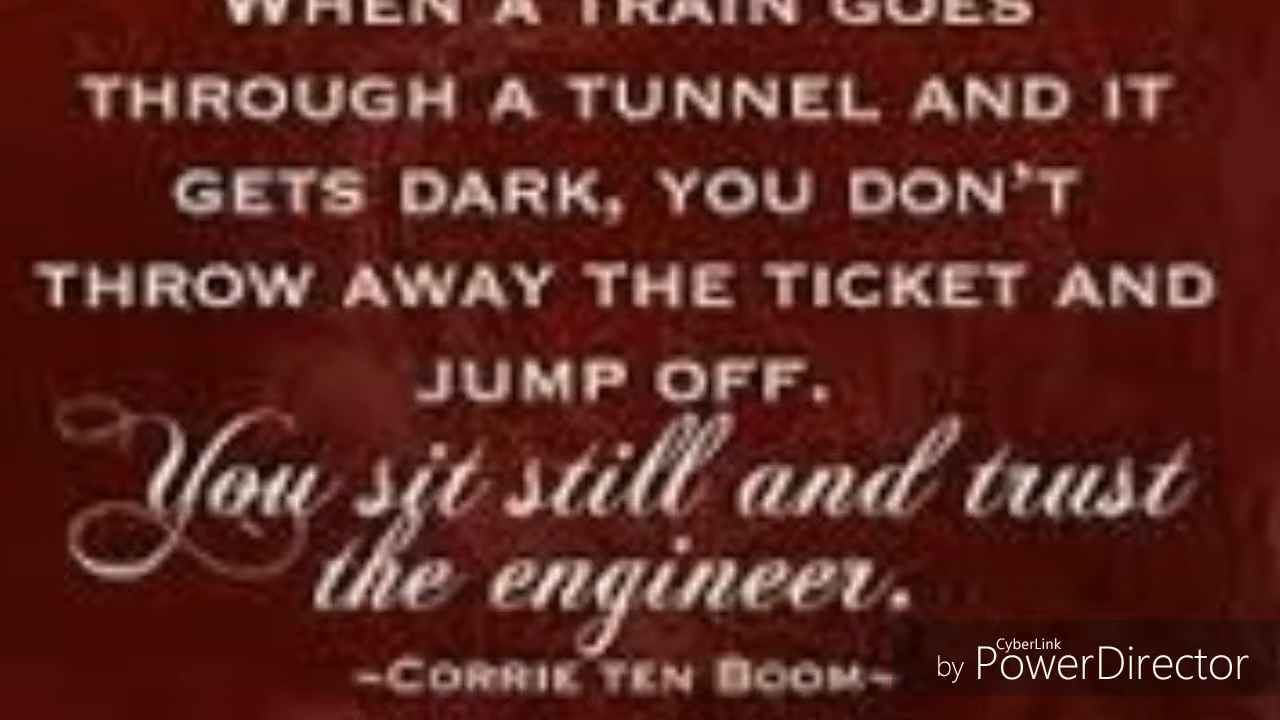 WHEN A TRAIN GOES
THROUGH A TUNNEL AND IT
GETS DARK, YOU DON'T
THROW AWAY THE TICKET AND
JUMP OFF.
You sit still and trust
the engineer.
~CORRIE TEN BOOM~
by CyberLink PowerDirector